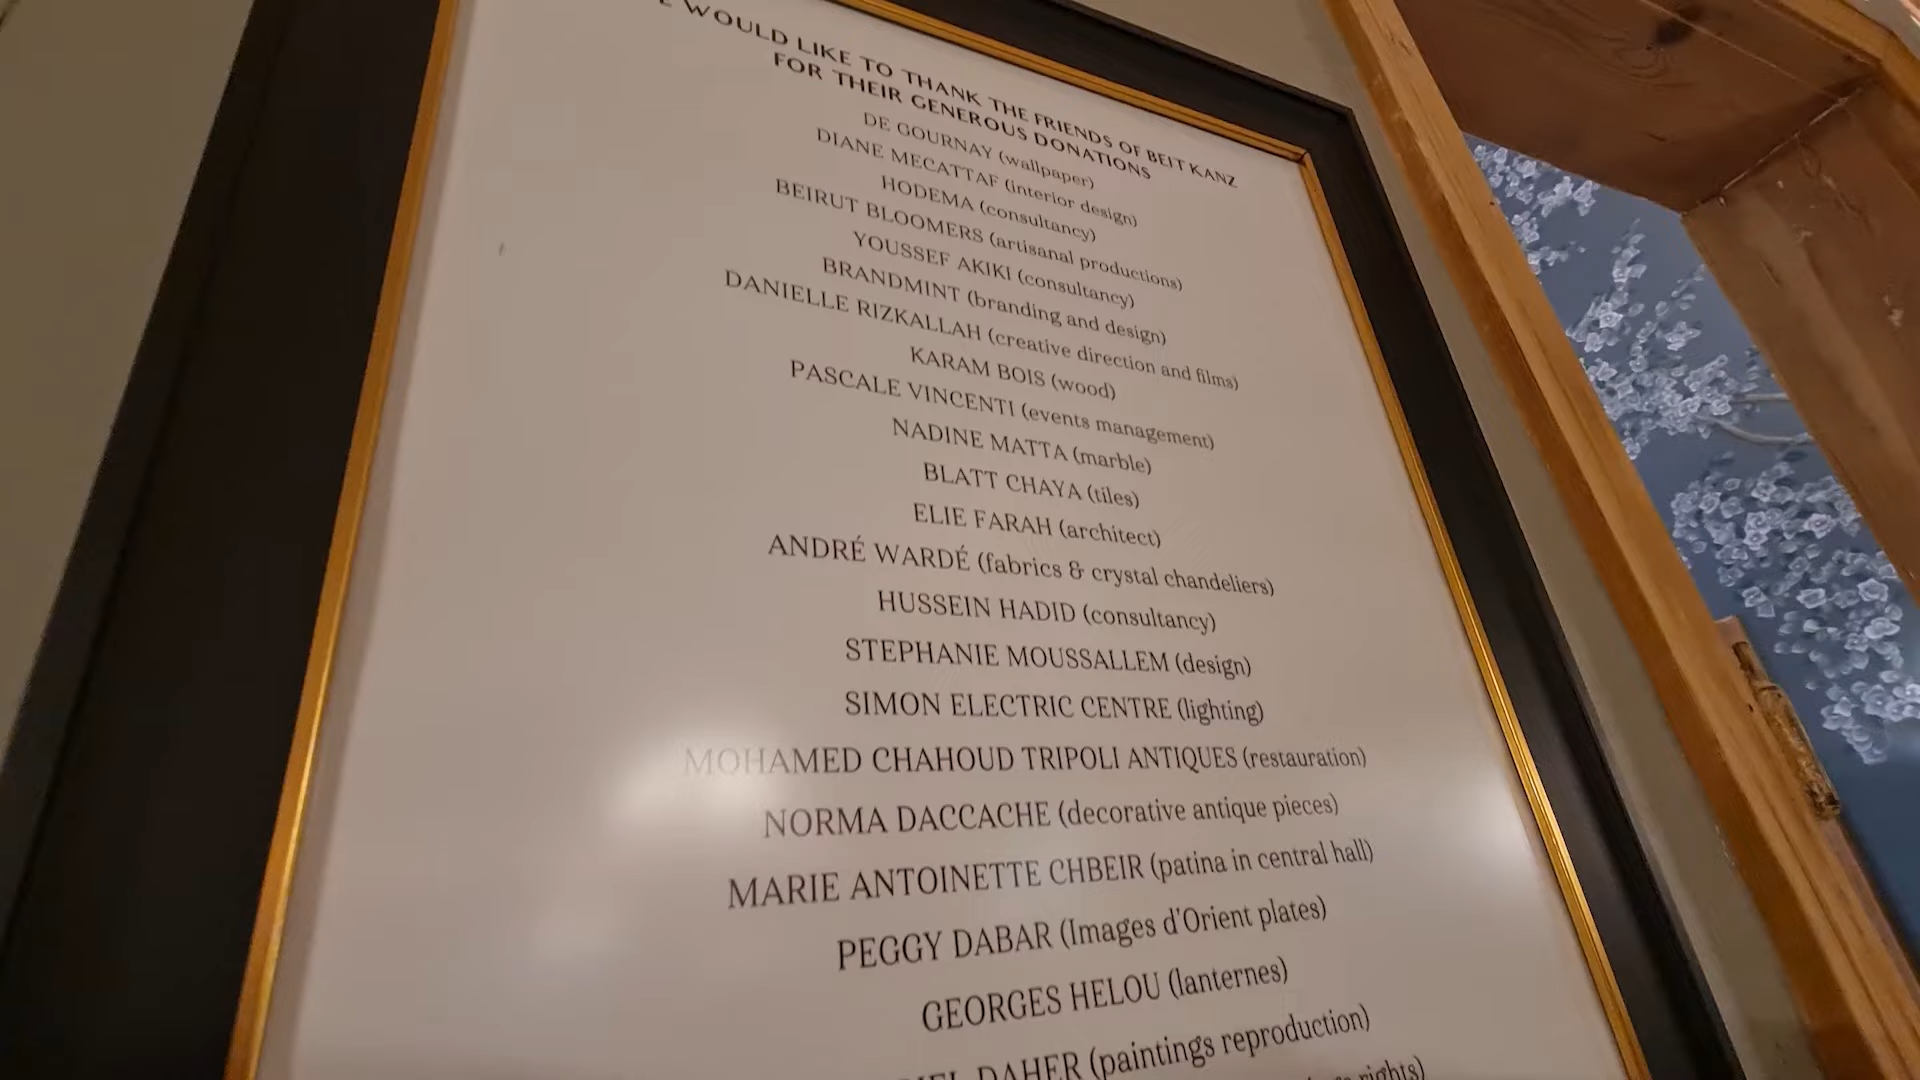 WOULD LIKE TO THANK THE FRIENDS OF BEIT KANZ
FOR THEIR GENEROUS DONATIONS
DE GOURNAY (wallpaper)
DIANE MECATTAF (interior design)
HODEMA (consultancy)
BEIRUT BLOOMERS (artisanal productions)
YOUSSEF AKIKI (consultancy)
BRANDMINT (branding and design)
DANIELLE RIZKALLAH (creative direction and films)
KARAM BOIS (wood)
PASCALE VINCENTI (events management)
NADINE MATTA (marble)
BLATT CHAYA (tiles)
ELIE FARAH (architect)
ANDRÉ WARDÉ (fabrics & crystal chandeliers)
HUSSEIN HADID (consultancy)
STEPHANIE MOUSSALLEM (design)
SIMON ELECTRIC CENTRE (lighting)
MOHAMED CHAHOUD TRIPOLI ANTIQUES (restauration)
NORMA DACCACHE (decorative antique pieces)
MARIE ANTOINETTE CHBEIR (patina in central hall)
PEGGY DABAR (Images d'Orient plates)
GEORGES HELOU (lanternes)
DAHER (paintings reproduction)
rights)